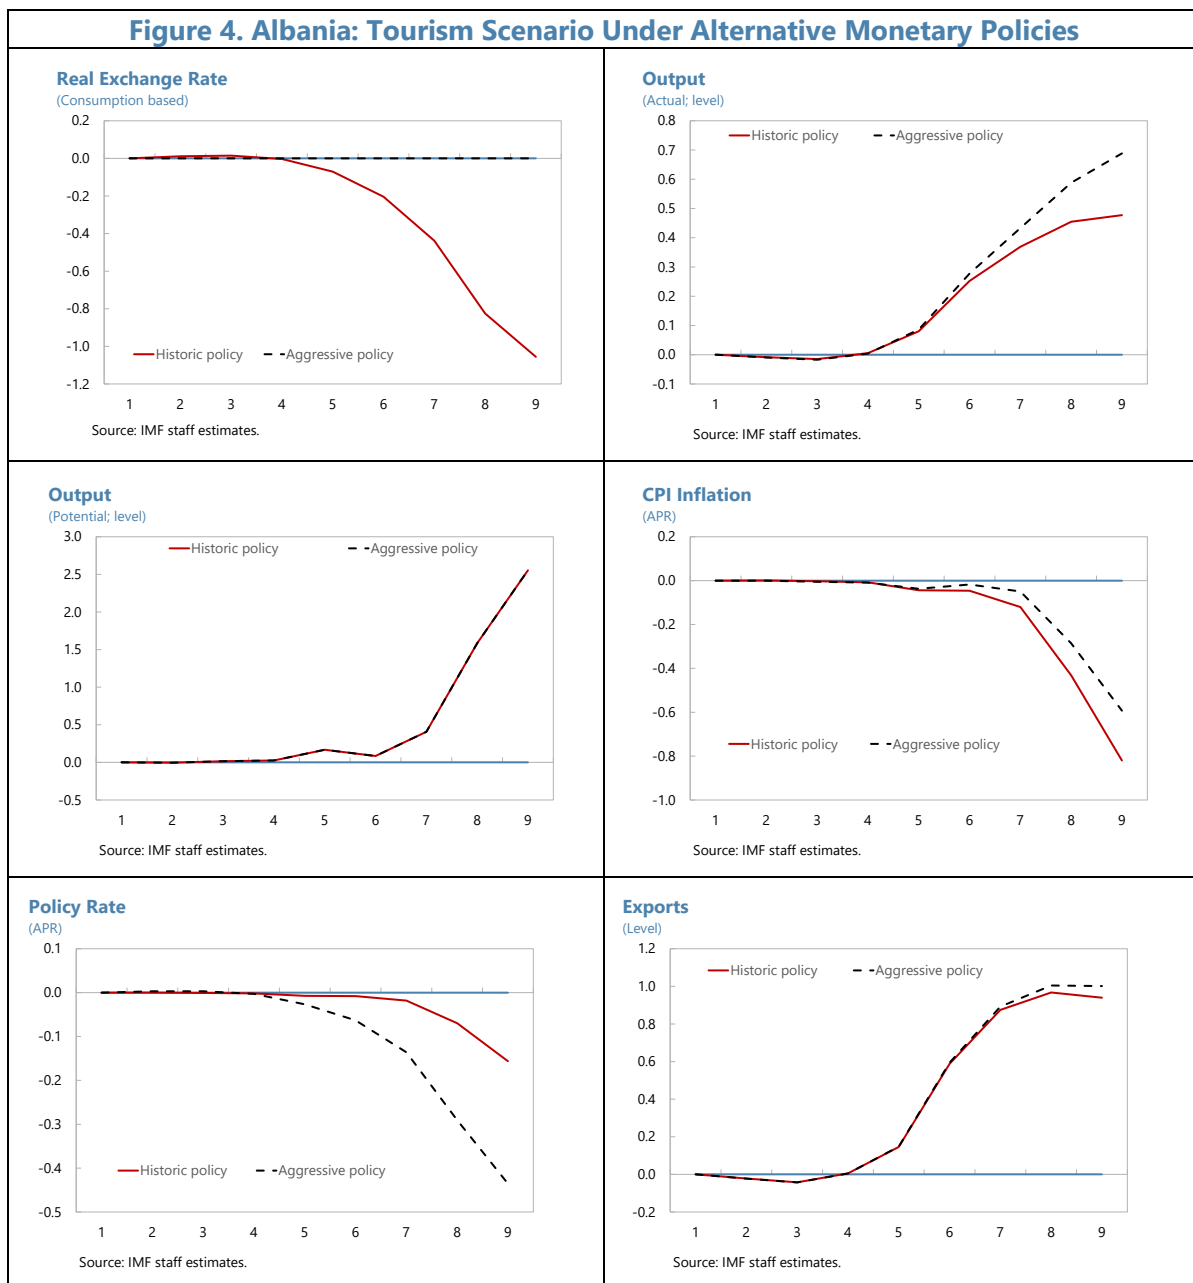 Figure 4. Albania: Tourism Scenario Under Alternative Monetary Policies
Real Exchange Rate
(Consumption based)
0.2
0.0
-0.2
-0.4
-0.6
-0.8
-1.0
-1.2
Historic policy Aggressive policy
1 2 3 4 5 6 7 8 9
Source: IMF staff estimates.
Output
(Actual; level)
0.8
0.7
0.6
0.5
0.4
0.3
0.2
0.1
0.0
-0.1
Historic policy Aggressive policy
1 2 3 4 5 6 7 8 9
Source: IMF staff estimates.
Output
(Potential; level)
3.0
2.5
2.0
1.5
1.0
0.5
0.0
-0.5
Historic policy Aggressive policy
1 2 3 4 5 6 7 8 9
Source: IMF staff estimates.
CPI Inflation
(APR)
0.2
0.0
-0.2
-0.4
-0.6
-0.8
-1.0
Historic policy Aggressive policy
1 2 3 4 5 6 7 8 9
Source: IMF staff estimates.
Policy Rate
(APR)
0.1
0.0
-0.1
-0.2
-0.3
-0.4
-0.5
Historic policy Aggressive policy
1 2 3 4 5 6 7 8 9
Source: IMF staff estimates.
Exports
(Level)
1.2
1.0
0.8
0.6
0.4
0.2
0.0
-0.2
Historic policy Aggressive policy
1 2 3 4 5 6 7 8 9
Source: IMF staff estimates.